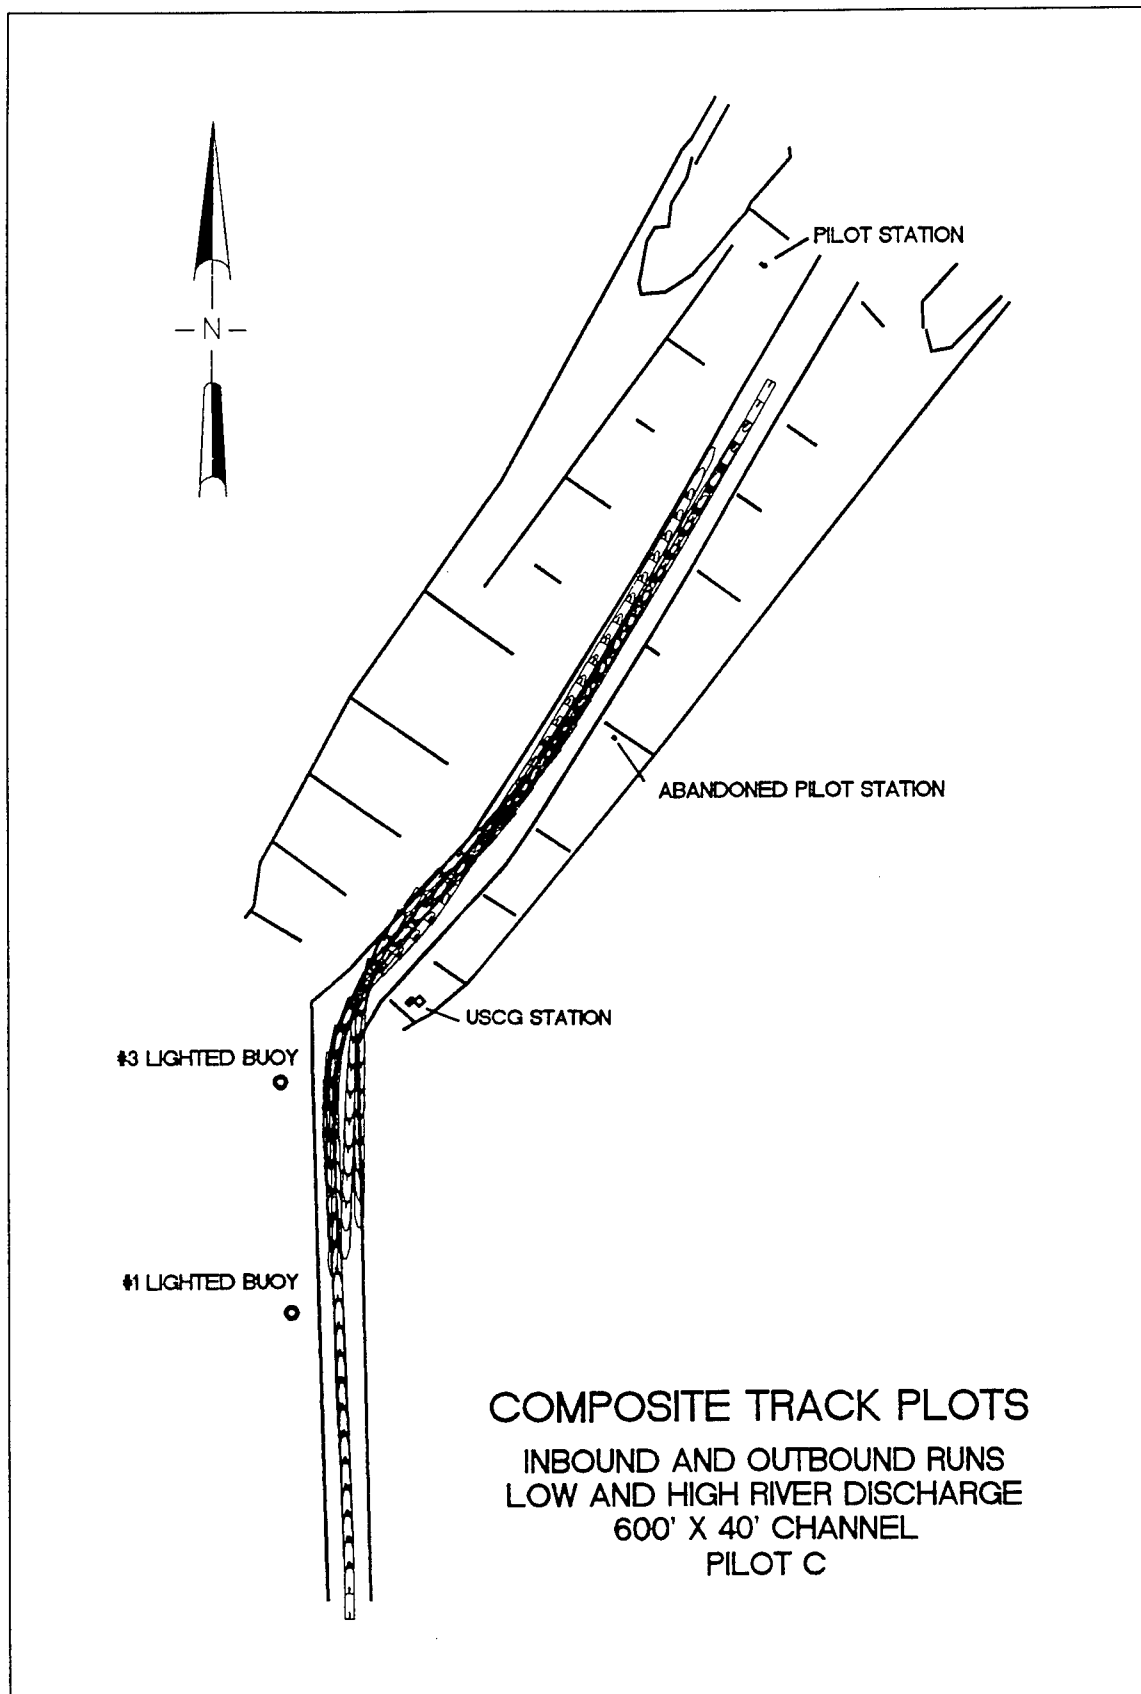 PILOT STATION
- N -
ABANDONED PILOT STATION
USCG STATION
#3 LIGHTED BUOY
#1 LIGHTED BUOY
COMPOSITE TRACK PLOTS
INBOUND AND OUTBOUND RUNS
LOW AND HIGH RIVER DISCHARGE
600' X 40' CHANNEL
PILOT C